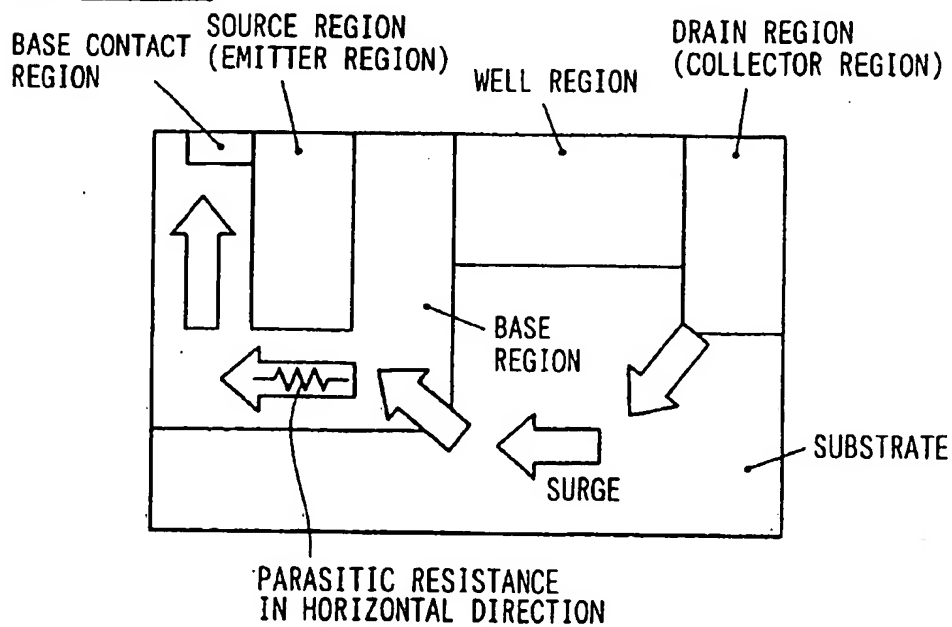 BASE CONTACT
REGION
SOURCE REGION
(EMITTER REGION)
WELL REGION
DRAIN REGION
(COLLECTOR REGION)
BASE
REGION
SURGE
SUBSTRATE
PARASITIC RESISTANCE
IN HORIZONTAL DIRECTION